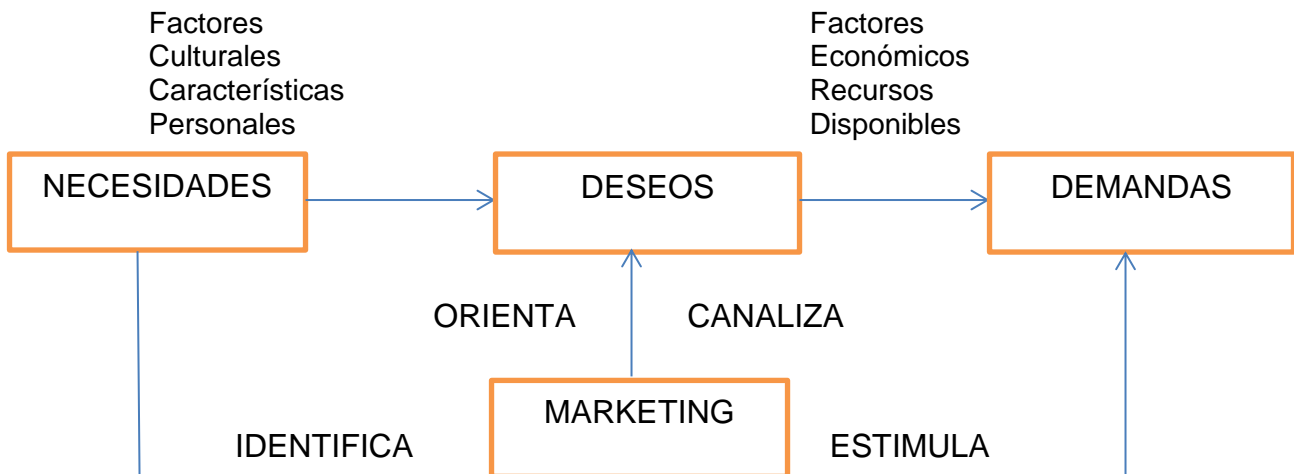 Factores
Culturales
Características
Personales
Factores
Económicos
Recursos
Disponibles
NECESIDADES
DESEOS
DEMANDAS
ORIENTA
CANALIZA
MARKETING
IDENTIFICA
ESTIMULA